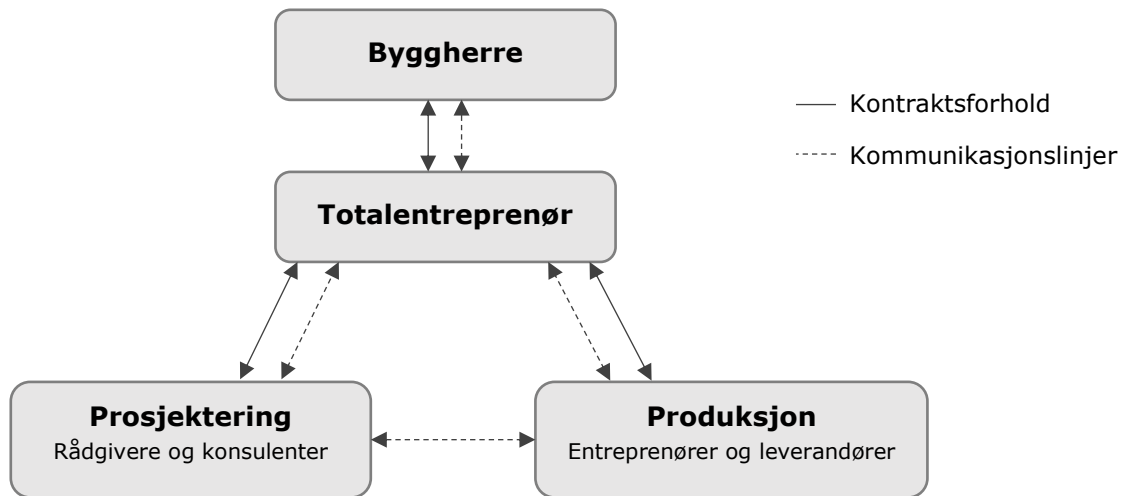 Byggherre
Kontraktsforhold
Kommunikasjonslinjer
Totalentreprenør
Prosjektering
Rådgivere og konsulenter
Produksjon
Entreprenører og leverandører